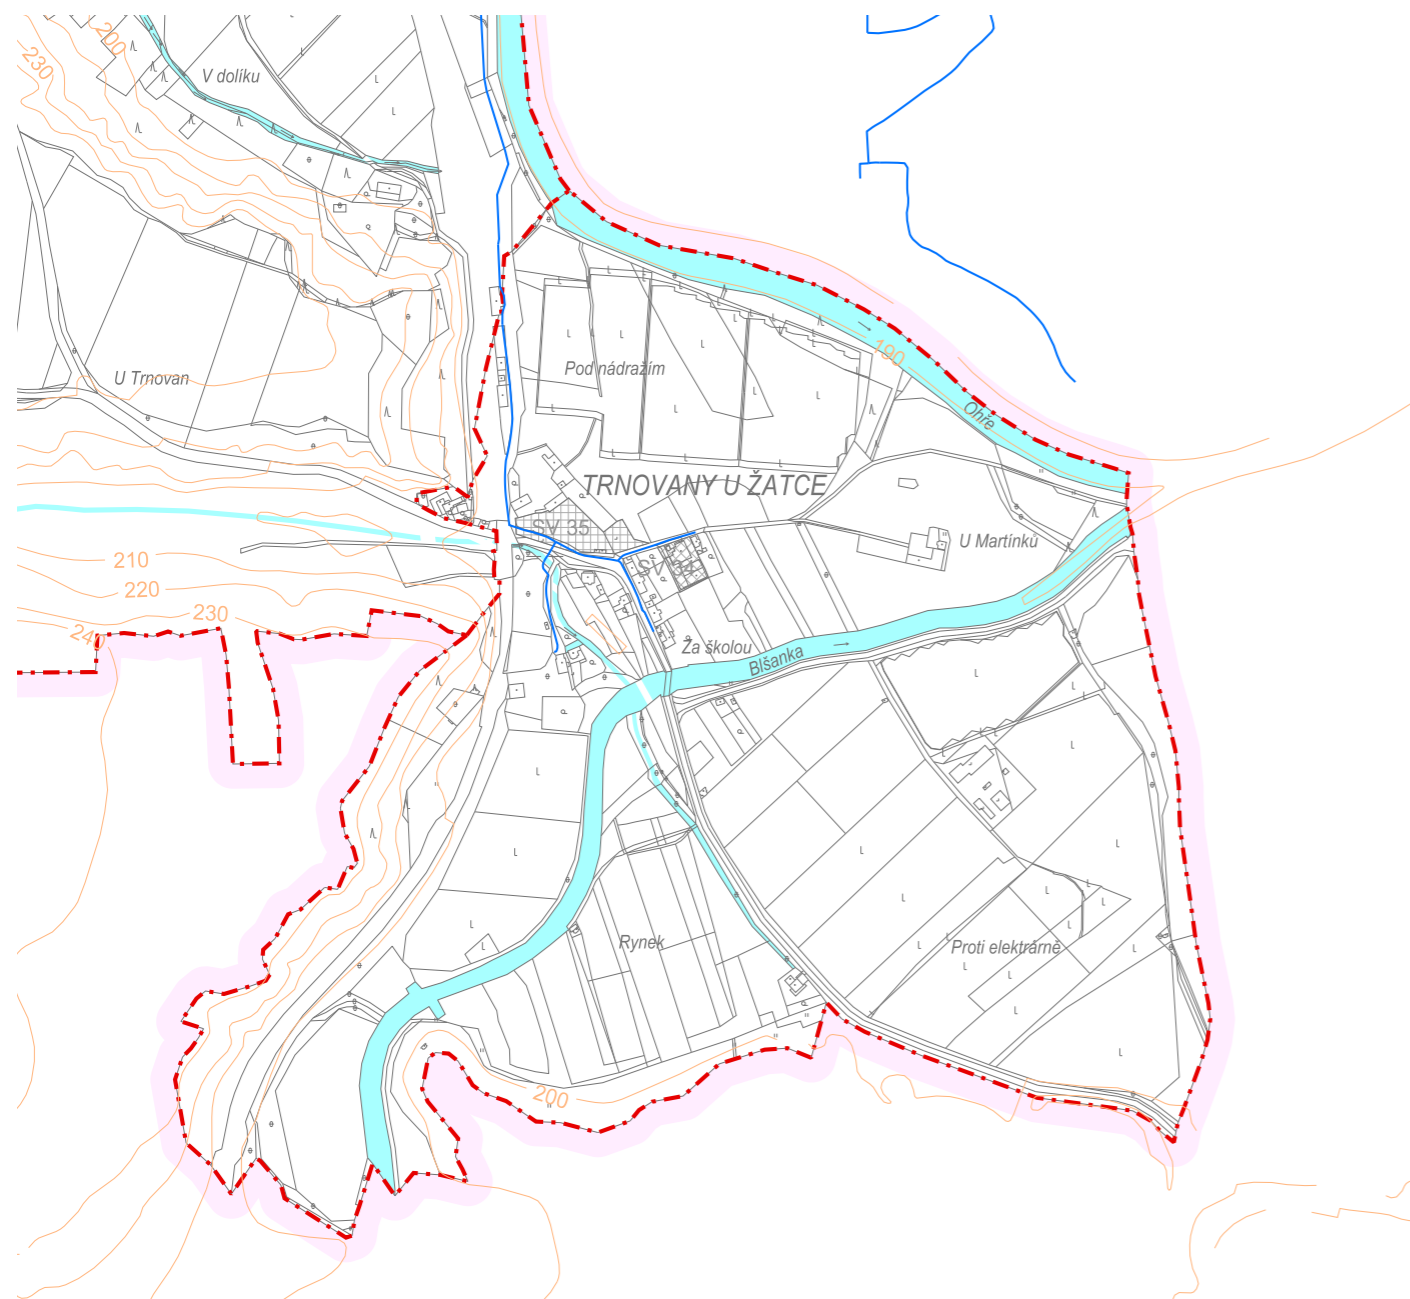 200
230
V dolíku
U Trnovan
Pod nádražím
190
Ohře
TRNOVANY U ŽATCE
SV 35
U Martínků
210
220
230
240
Za školou
Blšanka
Rynek
Proti elektrárně
200